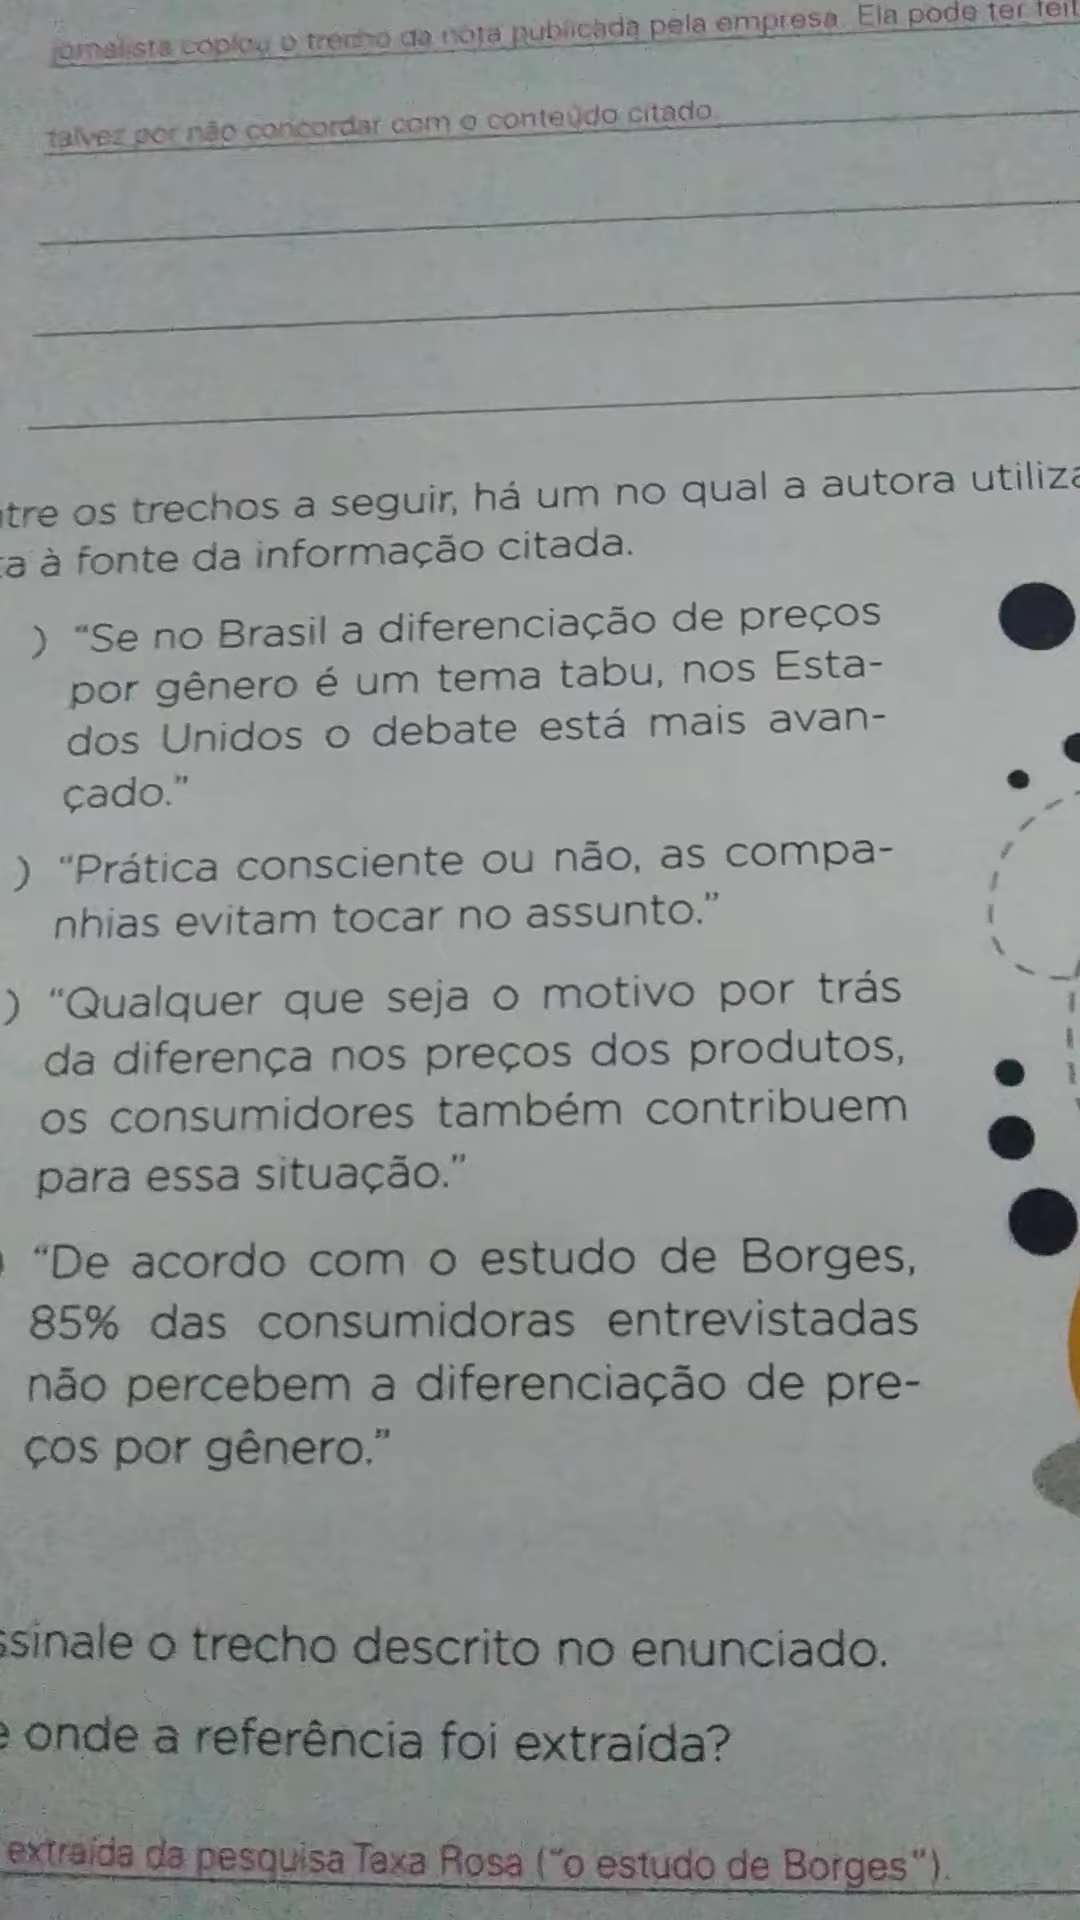 jornalista copiou o trecho da nota publicada pela empresa. Ela pode ter feit
talvez por não concordar com o conteúdo citado.
tre os trechos a seguir, há um no qual a autora utiliza
a à fonte da informação citada.
) “Se no Brasil a diferenciação de preços
por gênero é um tema tabu, nos Esta-
dos Unidos o debate está mais avan-
çado.”
) “Prática consciente ou não, as compa-
nhias evitam tocar no assunto.”
) “Qualquer que seja o motivo por trás
da diferença nos preços dos produtos,
os consumidores também contribuem
para essa situação.”
) “De acordo com o estudo de Borges,
85% das consumidoras entrevistadas
não percebem a diferenciação de pre-
ços por gênero.”
ssinale o trecho descrito no enunciado.
e onde a referência foi extraída?
extraída da pesquisa Taxa Rosa (“o estudo de Borges”).